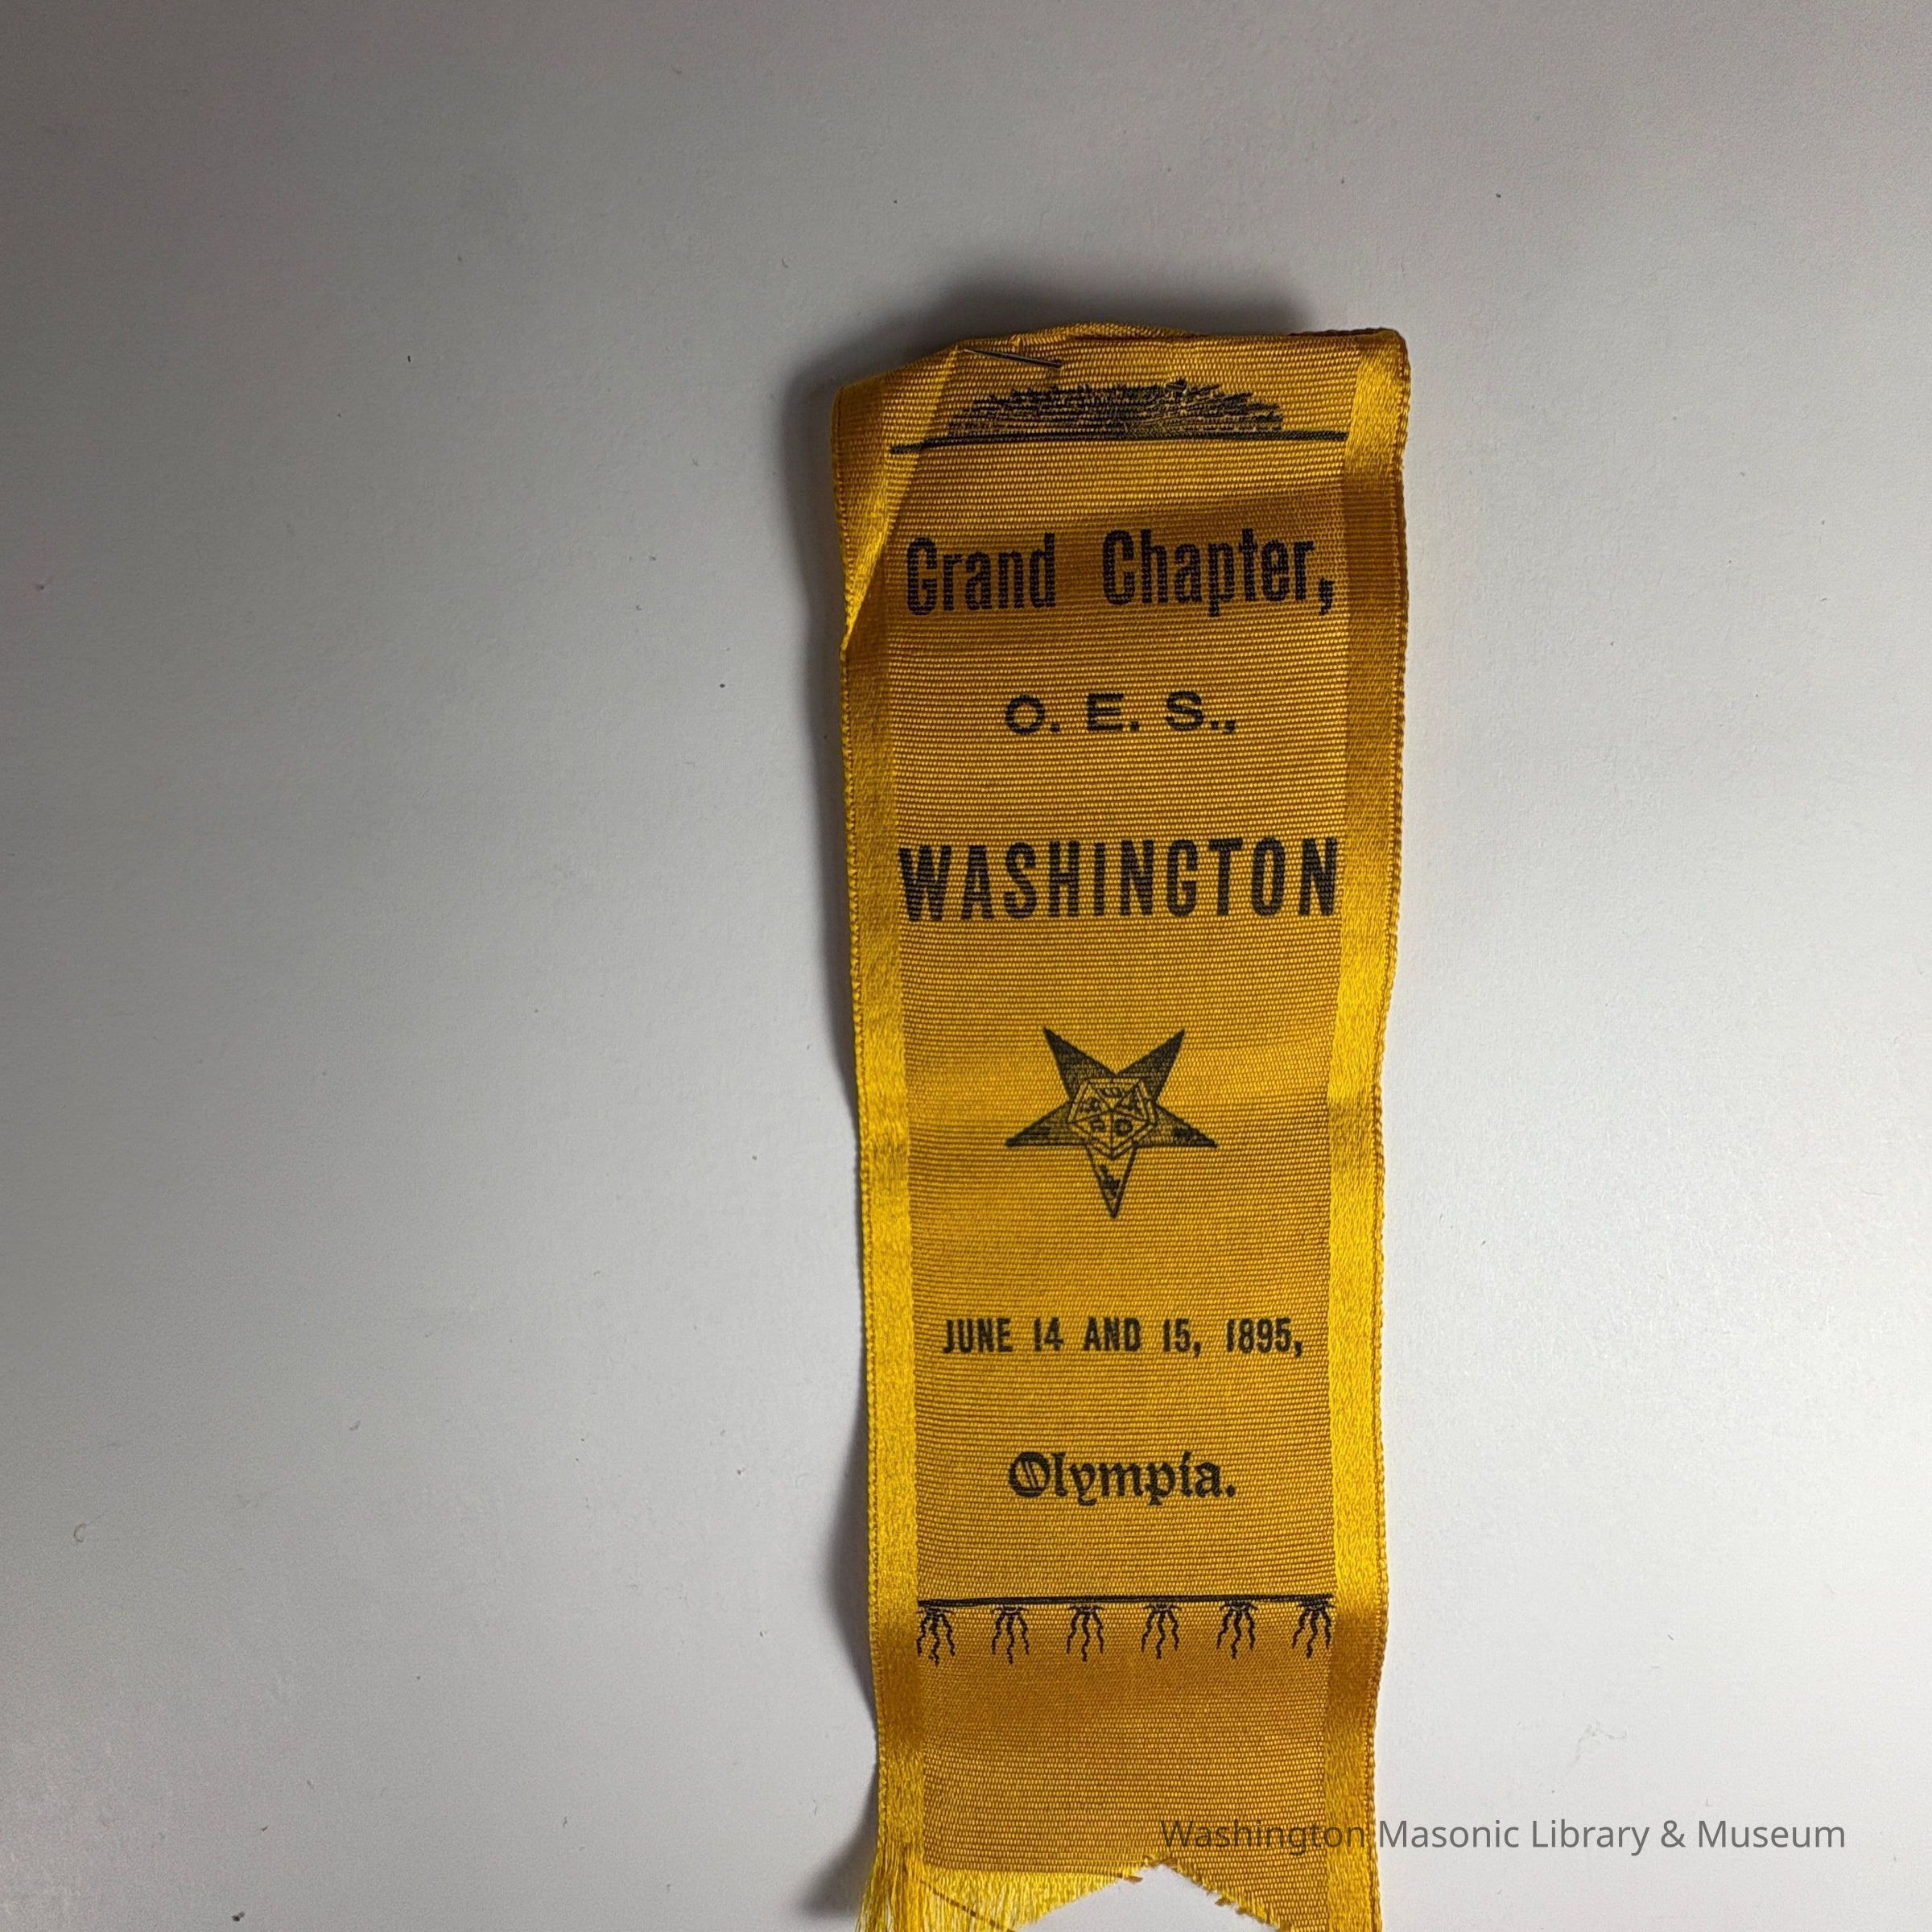 Grand Chapter,
O. E. S.,
WASHINGTON
JUNE 14 AND 15, 1895,
Olympia.
Washington Masonic Library & Museum